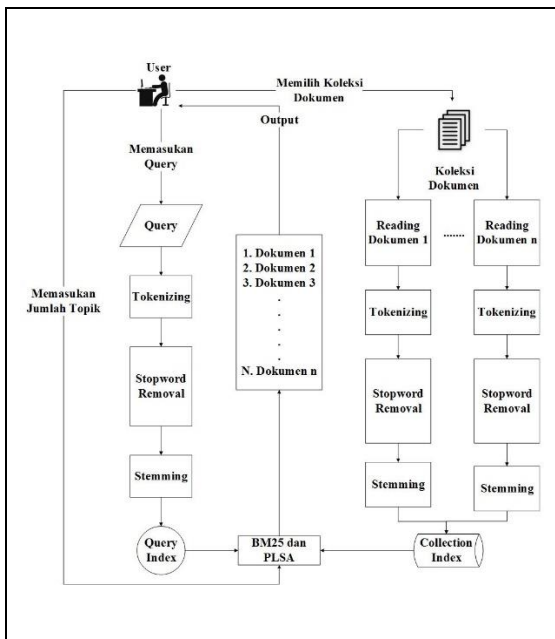 User
Memilih Koleksi
Dokumen
Output
Memasukan
Query
Koleksi
Dokumen
Query
Reading
Dokumen 1
.......
Reading
Dokumen n
1. Dokumen 1
2. Dokumen 2
3. Dokumen 3
.
.
.
.
.
N. Dokumen n
Memasukan
Jumlah Topik
Tokenizing
Tokenizing
Tokenizing
Stopword
Removal
Stopword
Removal
Stopword
Removal
Stemming
Stemming
Stemming
Query
Index
BM25 dan
PLSA
Collection
Index